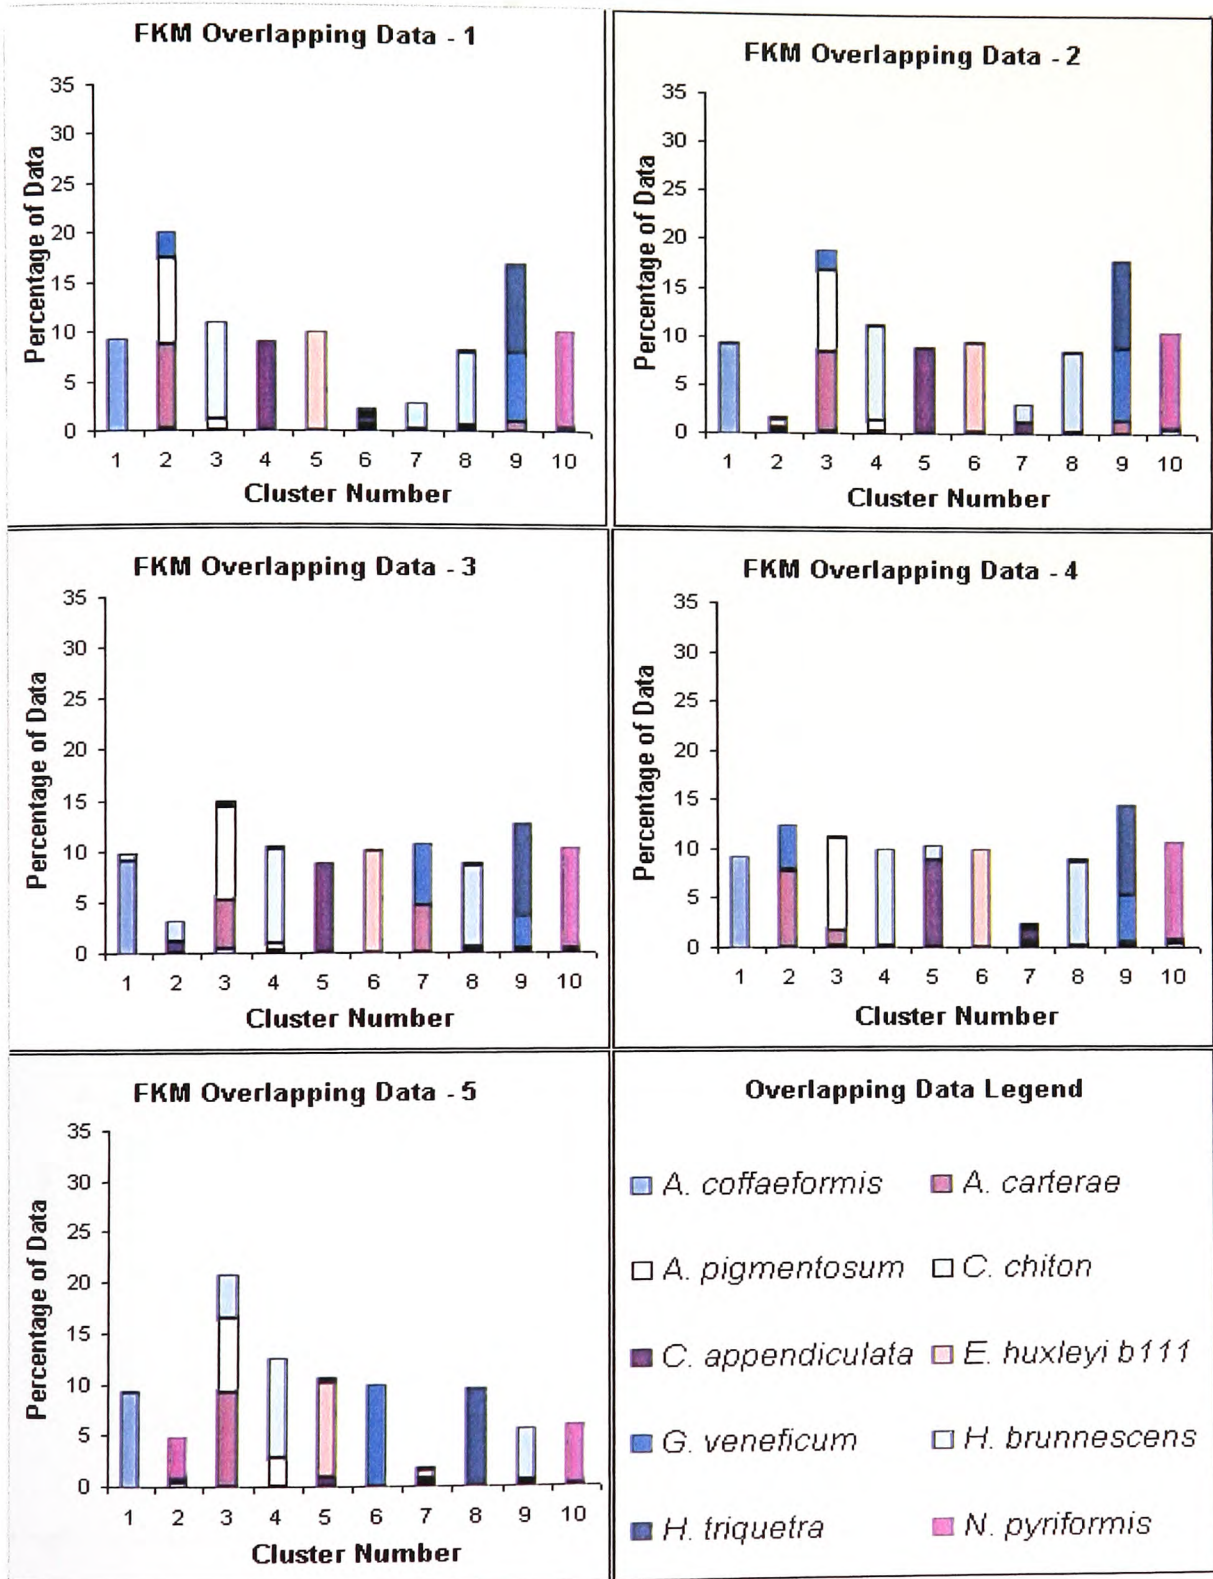 FKM Overlapping Data - 1
35
30
25
20
15
10
5
0
Percentage of Data
1 2 3 4 5 6 7 8 9 10
Cluster Number
FKM Overlapping Data - 2
35
30
25
20
15
10
5
0
Percentage of Data
1 2 3 4 5 6 7 8 9 10
Cluster Number
FKM Overlapping Data - 3
35
30
25
20
15
10
5
0
Percentage of Data
1 2 3 4 5 6 7 8 9 10
Cluster Number
FKM Overlapping Data - 4
35
30
25
20
15
10
5
0
Percentage of Data
1 2 3 4 5 6 7 8 9 10
Cluster Number
FKM Overlapping Data - 5
35
30
25
20
15
10
5
0
Percentage of Data
1 2 3 4 5 6 7 8 9 10
Cluster Number
Overlapping Data Legend
A. coffaeformis A. carterae
A. pigmentosum C. chiton
C. appendiculata E. huxleyi b111
G. veneficum H. brunnescens
H. triquetra N. pyriformis